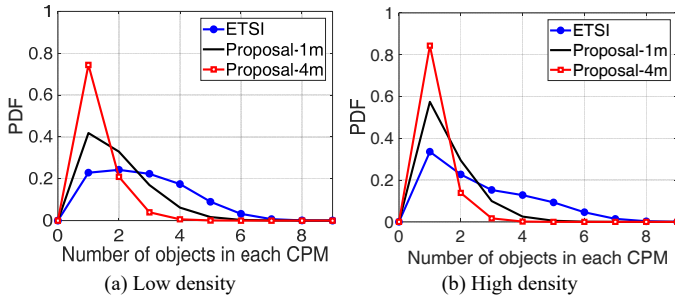 1
0.8
0.6
0.4
0.2
0
PDF
ETSI
Proposal-1m
Proposal-4m
0 2 4 6 8
Number of objects in each CPM
(a) Low density
1
0.8
0.6
0.4
0.2
0
PDF
ETSI
Proposal-1m
Proposal-4m
0 2 4 6 8
Number of objects in each CPM
(b) High density